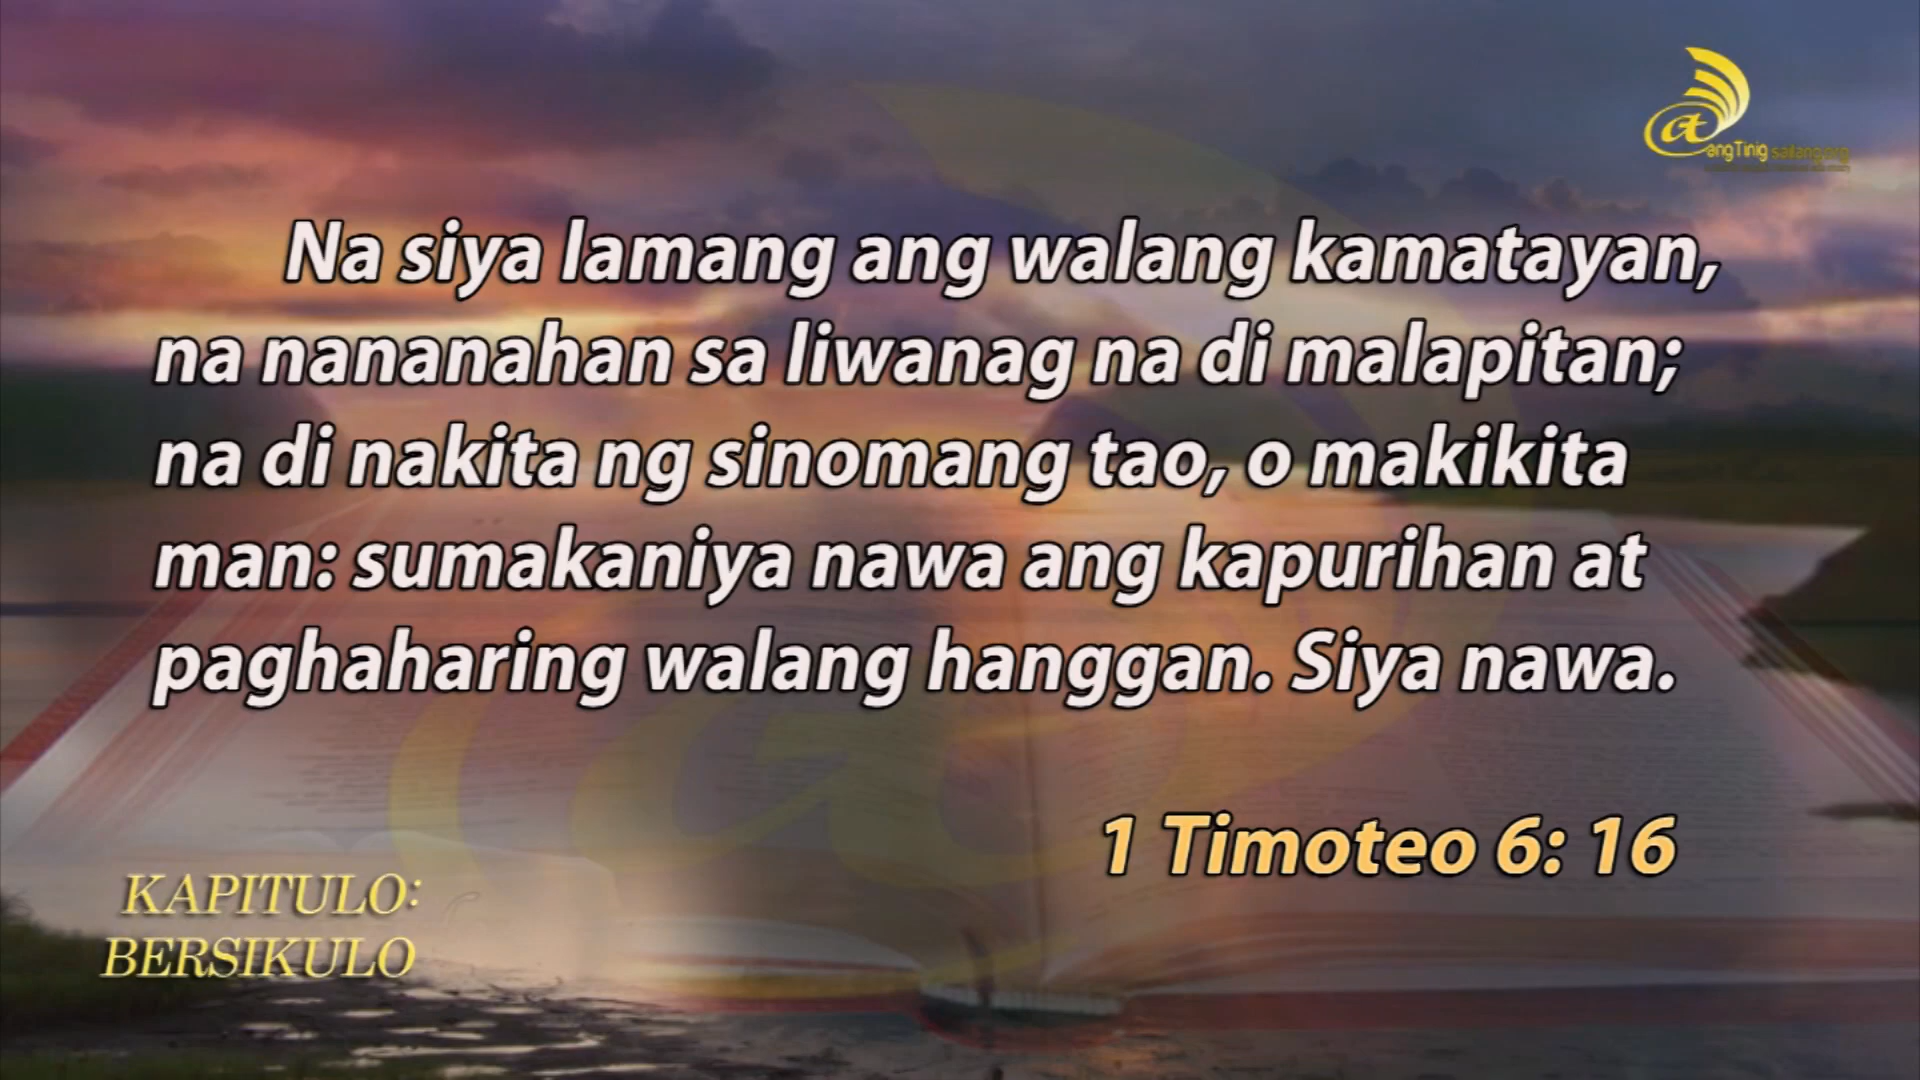 angTinig
Na siya lamang ang walang kamatayan,
na nananahan sa liwanag na di malapitan;
na di nakita ng sinomang tao, o makikita
man: sumakaniya nawa ang kapurihan at
paghaharing walang hanggan. Siya nawa.
1 Timoteo 6: 16
KAPITULO:
BERSIKULO